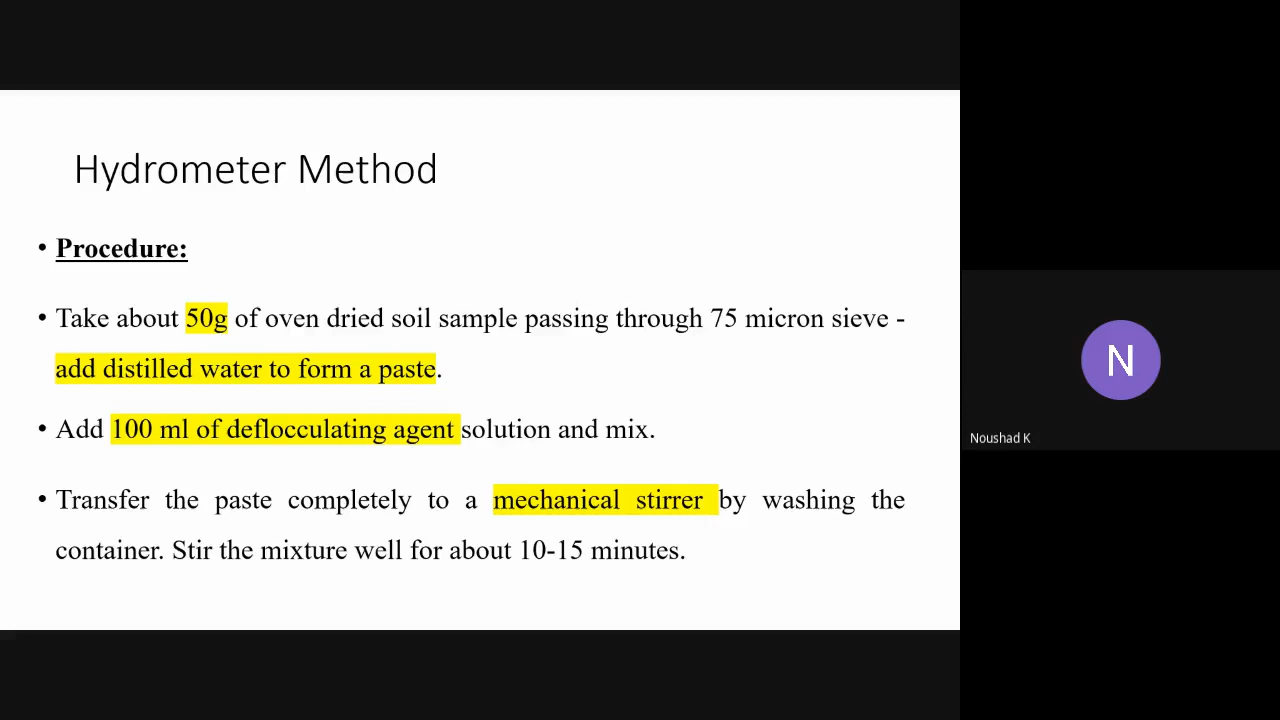 Hydrometer Method
• Procedure:
• Take about 50g of oven dried soil sample passing through 75 micron sieve -
add distilled water to form a paste.
• Add 100 ml of deflocculating agent solution and mix.
• Transfer the paste completely to a mechanical stirrer by washing the
container. Stir the mixture well for about 10-15 minutes.
N
Noushad K